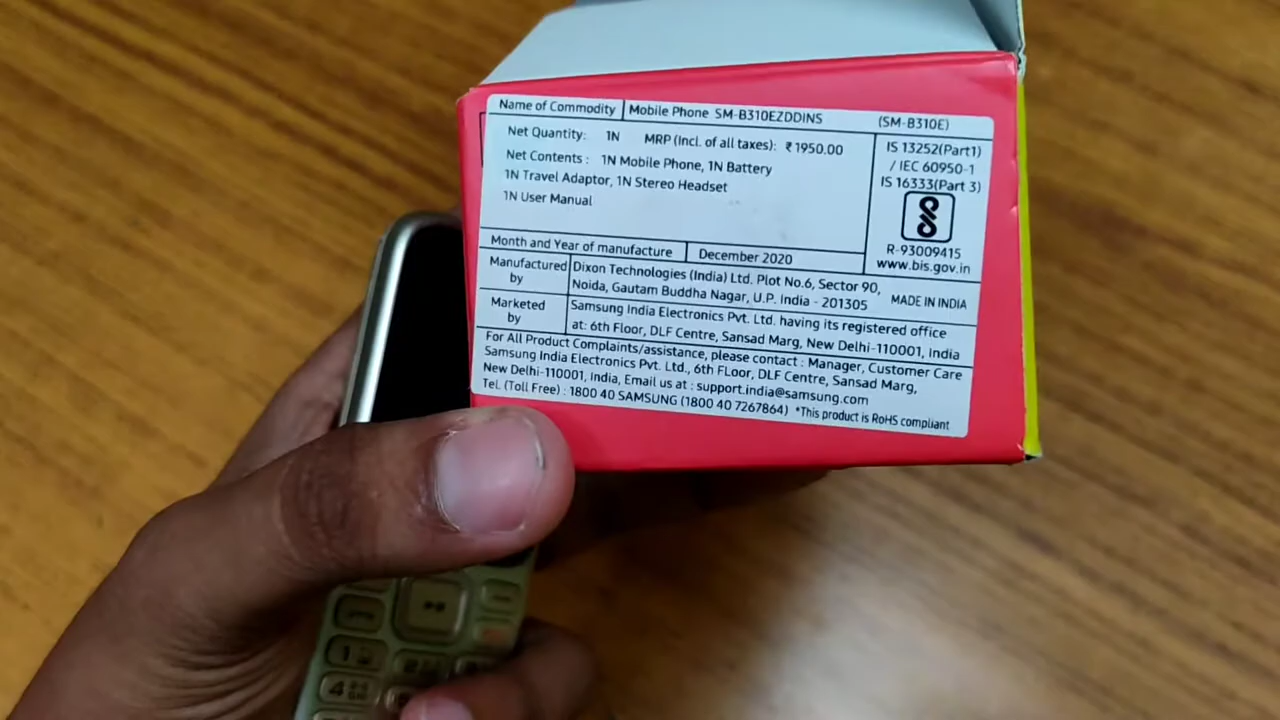 Name of Commodity Mobile Phone SM-B310EZDDINS (SM-B310E)
Net Quantity: 1N MRP (Incl. of all taxes): ₹ 1950.00
Net Contents : 1N Mobile Phone, 1N Battery
1N Travel Adaptor, 1N Stereo Headset
1N User Manual
IS 13252(Part1)
/ IEC 60950-1
IS 16333(Part 3)
R-93009415
www.bis.gov.in
Month and Year of manufacture December 2020
Manufactured by
Dixon Technologies (India) Ltd. Plot No.6, Sector 90,
Noida, Gautam Buddha Nagar, U.P. India - 201305
MADE IN INDIA
Marketed by
Samsung India Electronics Pvt. Ltd. having its registered office
at: 6th Floor, DLF Centre, Sansad Marg, New Delhi-110001, India
For All Product Complaints/assistance, please contact : Manager, Customer Care
Samsung India Electronics Pvt. Ltd., 6th FLoor, DLF Centre, Sansad Marg,
New Delhi-110001, India, Email us at : support.india@samsung.com
Tel. (Toll Free) : 1800 40 SAMSUNG (1800 40 7267864) *This product is RoHS compliant
1
2
4